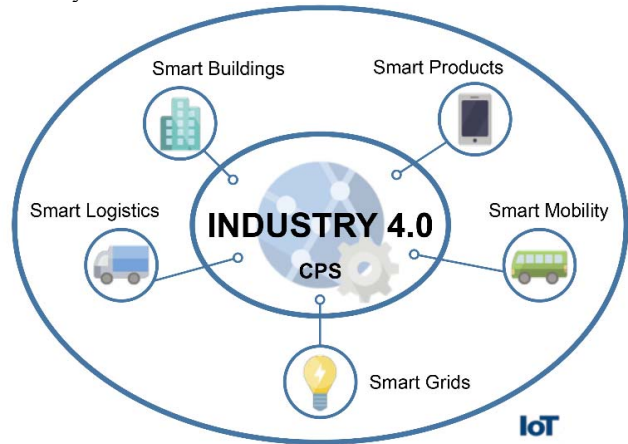 Smart Buildings
Smart Products
Smart Logistics
INDUSTRY 4.0
CPS
Smart Mobility
Smart Grids
IoT